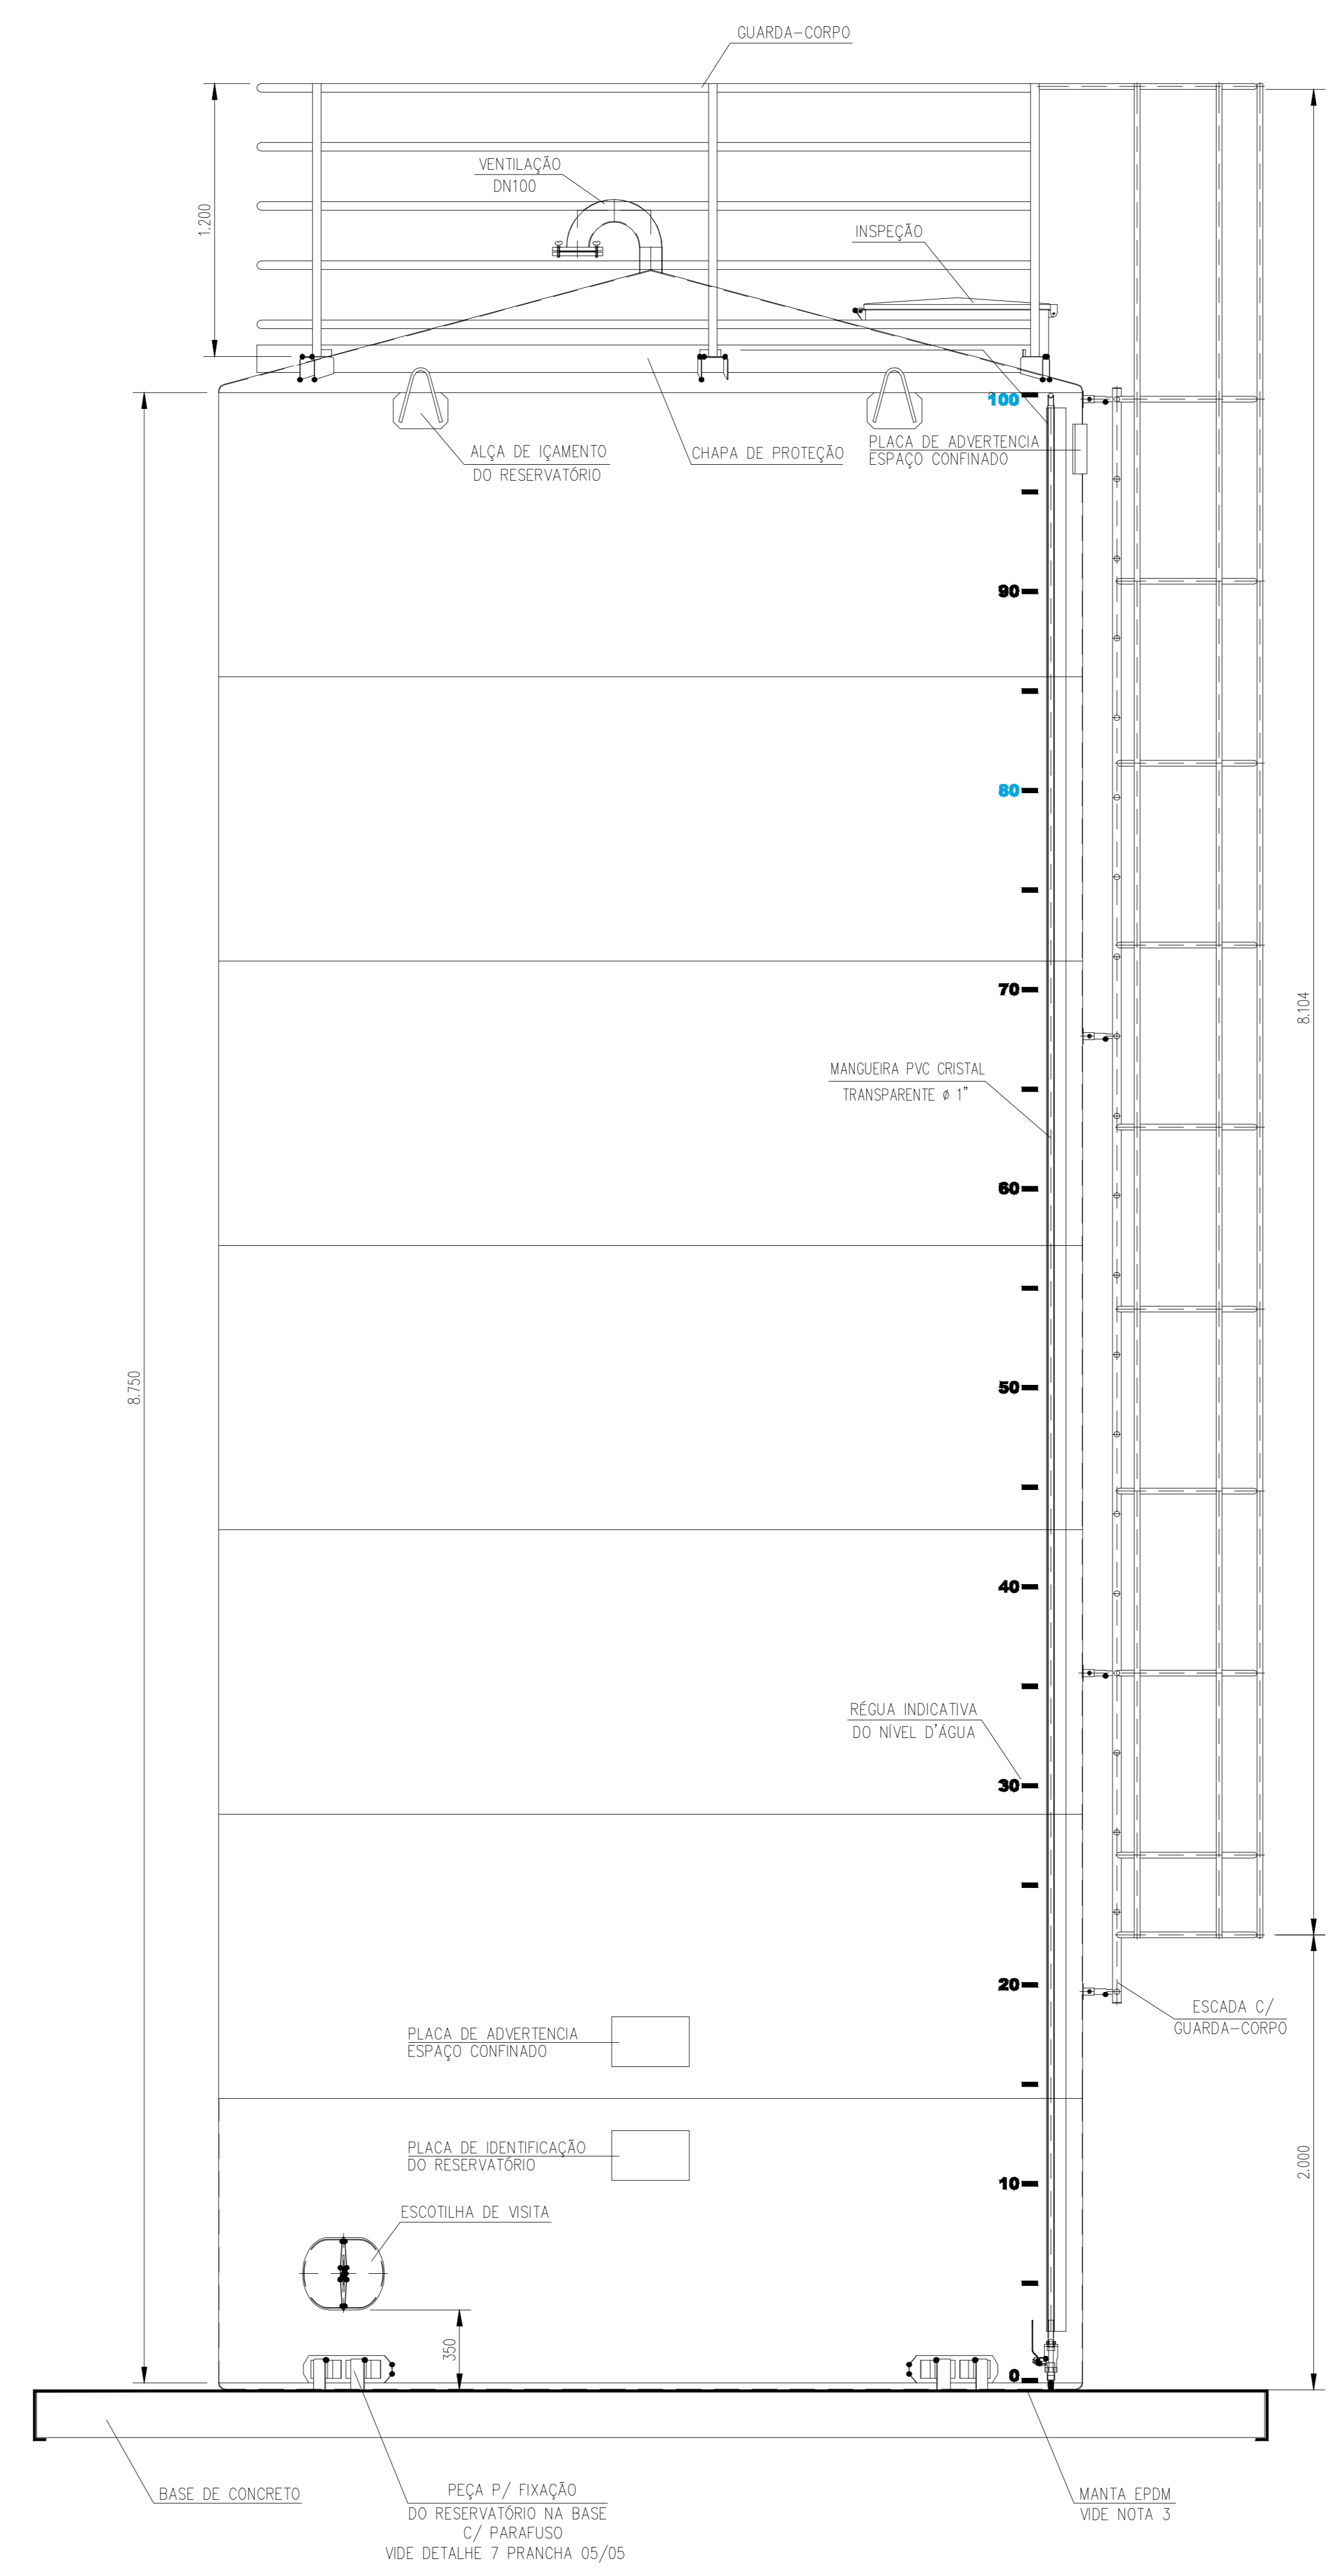 GUARDA-CORPO
VENTILAÇÃO
DN100
1.200
INSPEÇÃO
100
PLACA DE ADVERTENCIA
ESPAÇO CONFINADO
ALÇA DE IÇAMENTO
DO RESERVATÓRIO
CHAPA DE PROTEÇÃO
90
80
70
8.104
MANGUEIRA PVC CRISTAL
TRANSPARENTE ø 1"
60
8.750
50
40
RÉGUA INDICATIVA
DO NÍVEL D'ÁGUA
30
20
ESCADA C/
GUARDA-CORPO
PLACA DE ADVERTENCIA
ESPAÇO CONFINADO
PLACA DE IDENTIFICAÇÃO
DO RESERVATÓRIO
2.000
10
ESCOTILHA DE VISITA
350
0
BASE DE CONCRETO
PEÇA P/ FIXAÇÃO
DO RESERVATÓRIO NA BASE
C/ PARAFUSO
VIDE DETALHE 7 PRANCHA 05/05
MANTA EPDM
VIDE NOTA 3